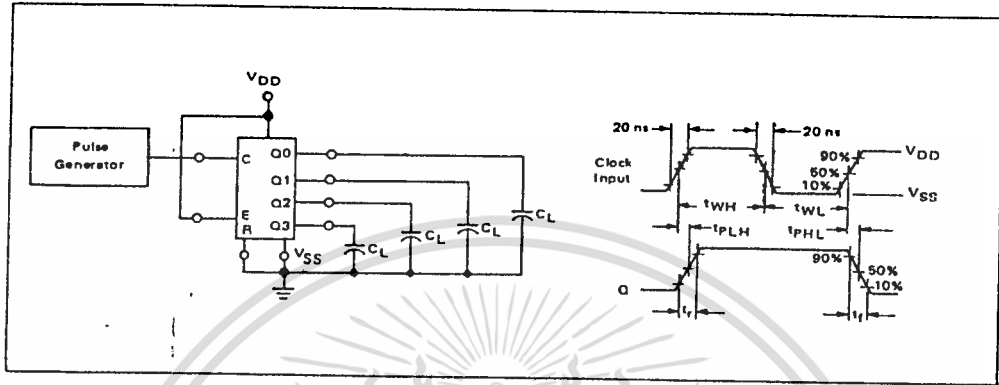 VDD
Pulse
Generator
C
E
R
Q0
Q1
Q2
Q3
VSS
CL
CL
CL
CL
20 ns
20 ns
Clock
Input
90%
50%
10%
VDD
VSS
tWH
tWL
tPLH
tPHL
Q
90%
50%
10%
tr
tf